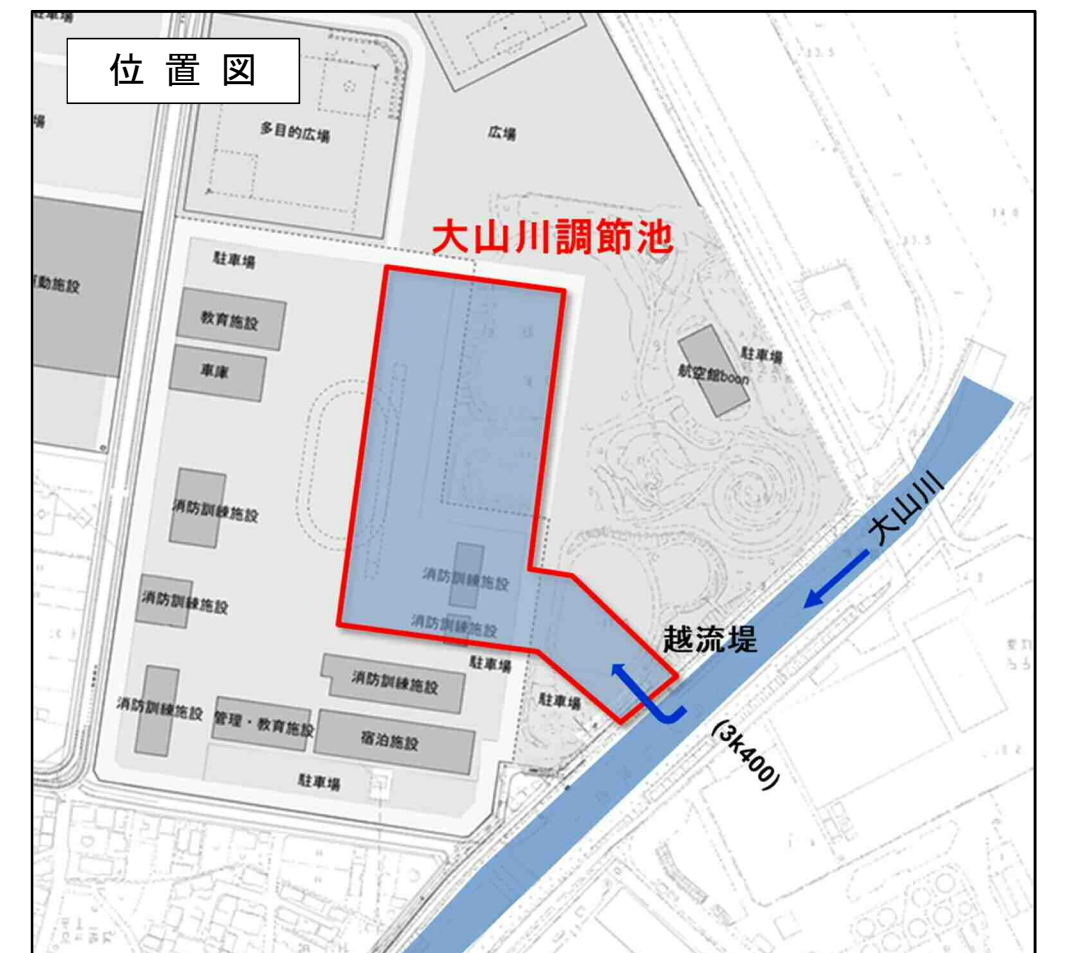 位置図
多目的広場
広場
大山川調節池
駐車場
教育施設
車庫
駐車場
航空館boon
大山川
消防訓練施設
消防訓練施設
消防訓練施設
消防訓練施設
越流堤
駐車場
消防訓練施設
駐車場
消防訓練施設
管理・教育施設
宿泊施設
(3k400)
駐車場